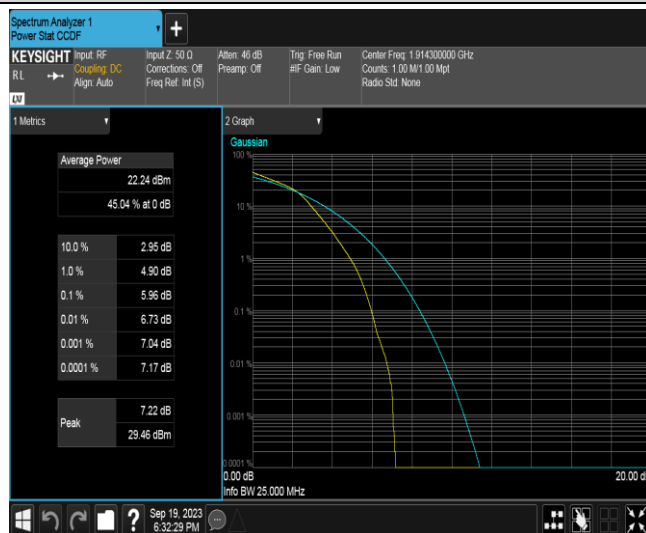 Spectrum Analyzer 1
Power Stat CCDF
KEYSIGHT
RL
LXI
Input: RF
Coupling: DC
Align: Auto
Input Z: 50 Ω
Corrections: Off
Freq Ref: Int (S)
Atten: 46 dB
Preamp: Off
Trig: Free Run
#IF Gain: Low
Center Freq: 1.914300000 GHz
Counts: 1.00 M/1.00 Mpt
Radio Std: None
1 Metrics
Average Power
22.24 dBm
45.04 % at 0 dB
10.0 % 2.95 dB
1.0 % 4.90 dB
0.1 % 5.96 dB
0.01 % 6.73 dB
0.001 % 7.04 dB
0.0001 % 7.17 dB
Peak
7.22 dB
29.46 dBm
2 Graph
Gaussian
100 %
10 %
1 %
0.1 %
0.01 %
0.001 %
0.0001 %
0.00 dB
20.00 d
Info BW 25.000 MHz
?
Sep 19, 2023
6:32:29 PM